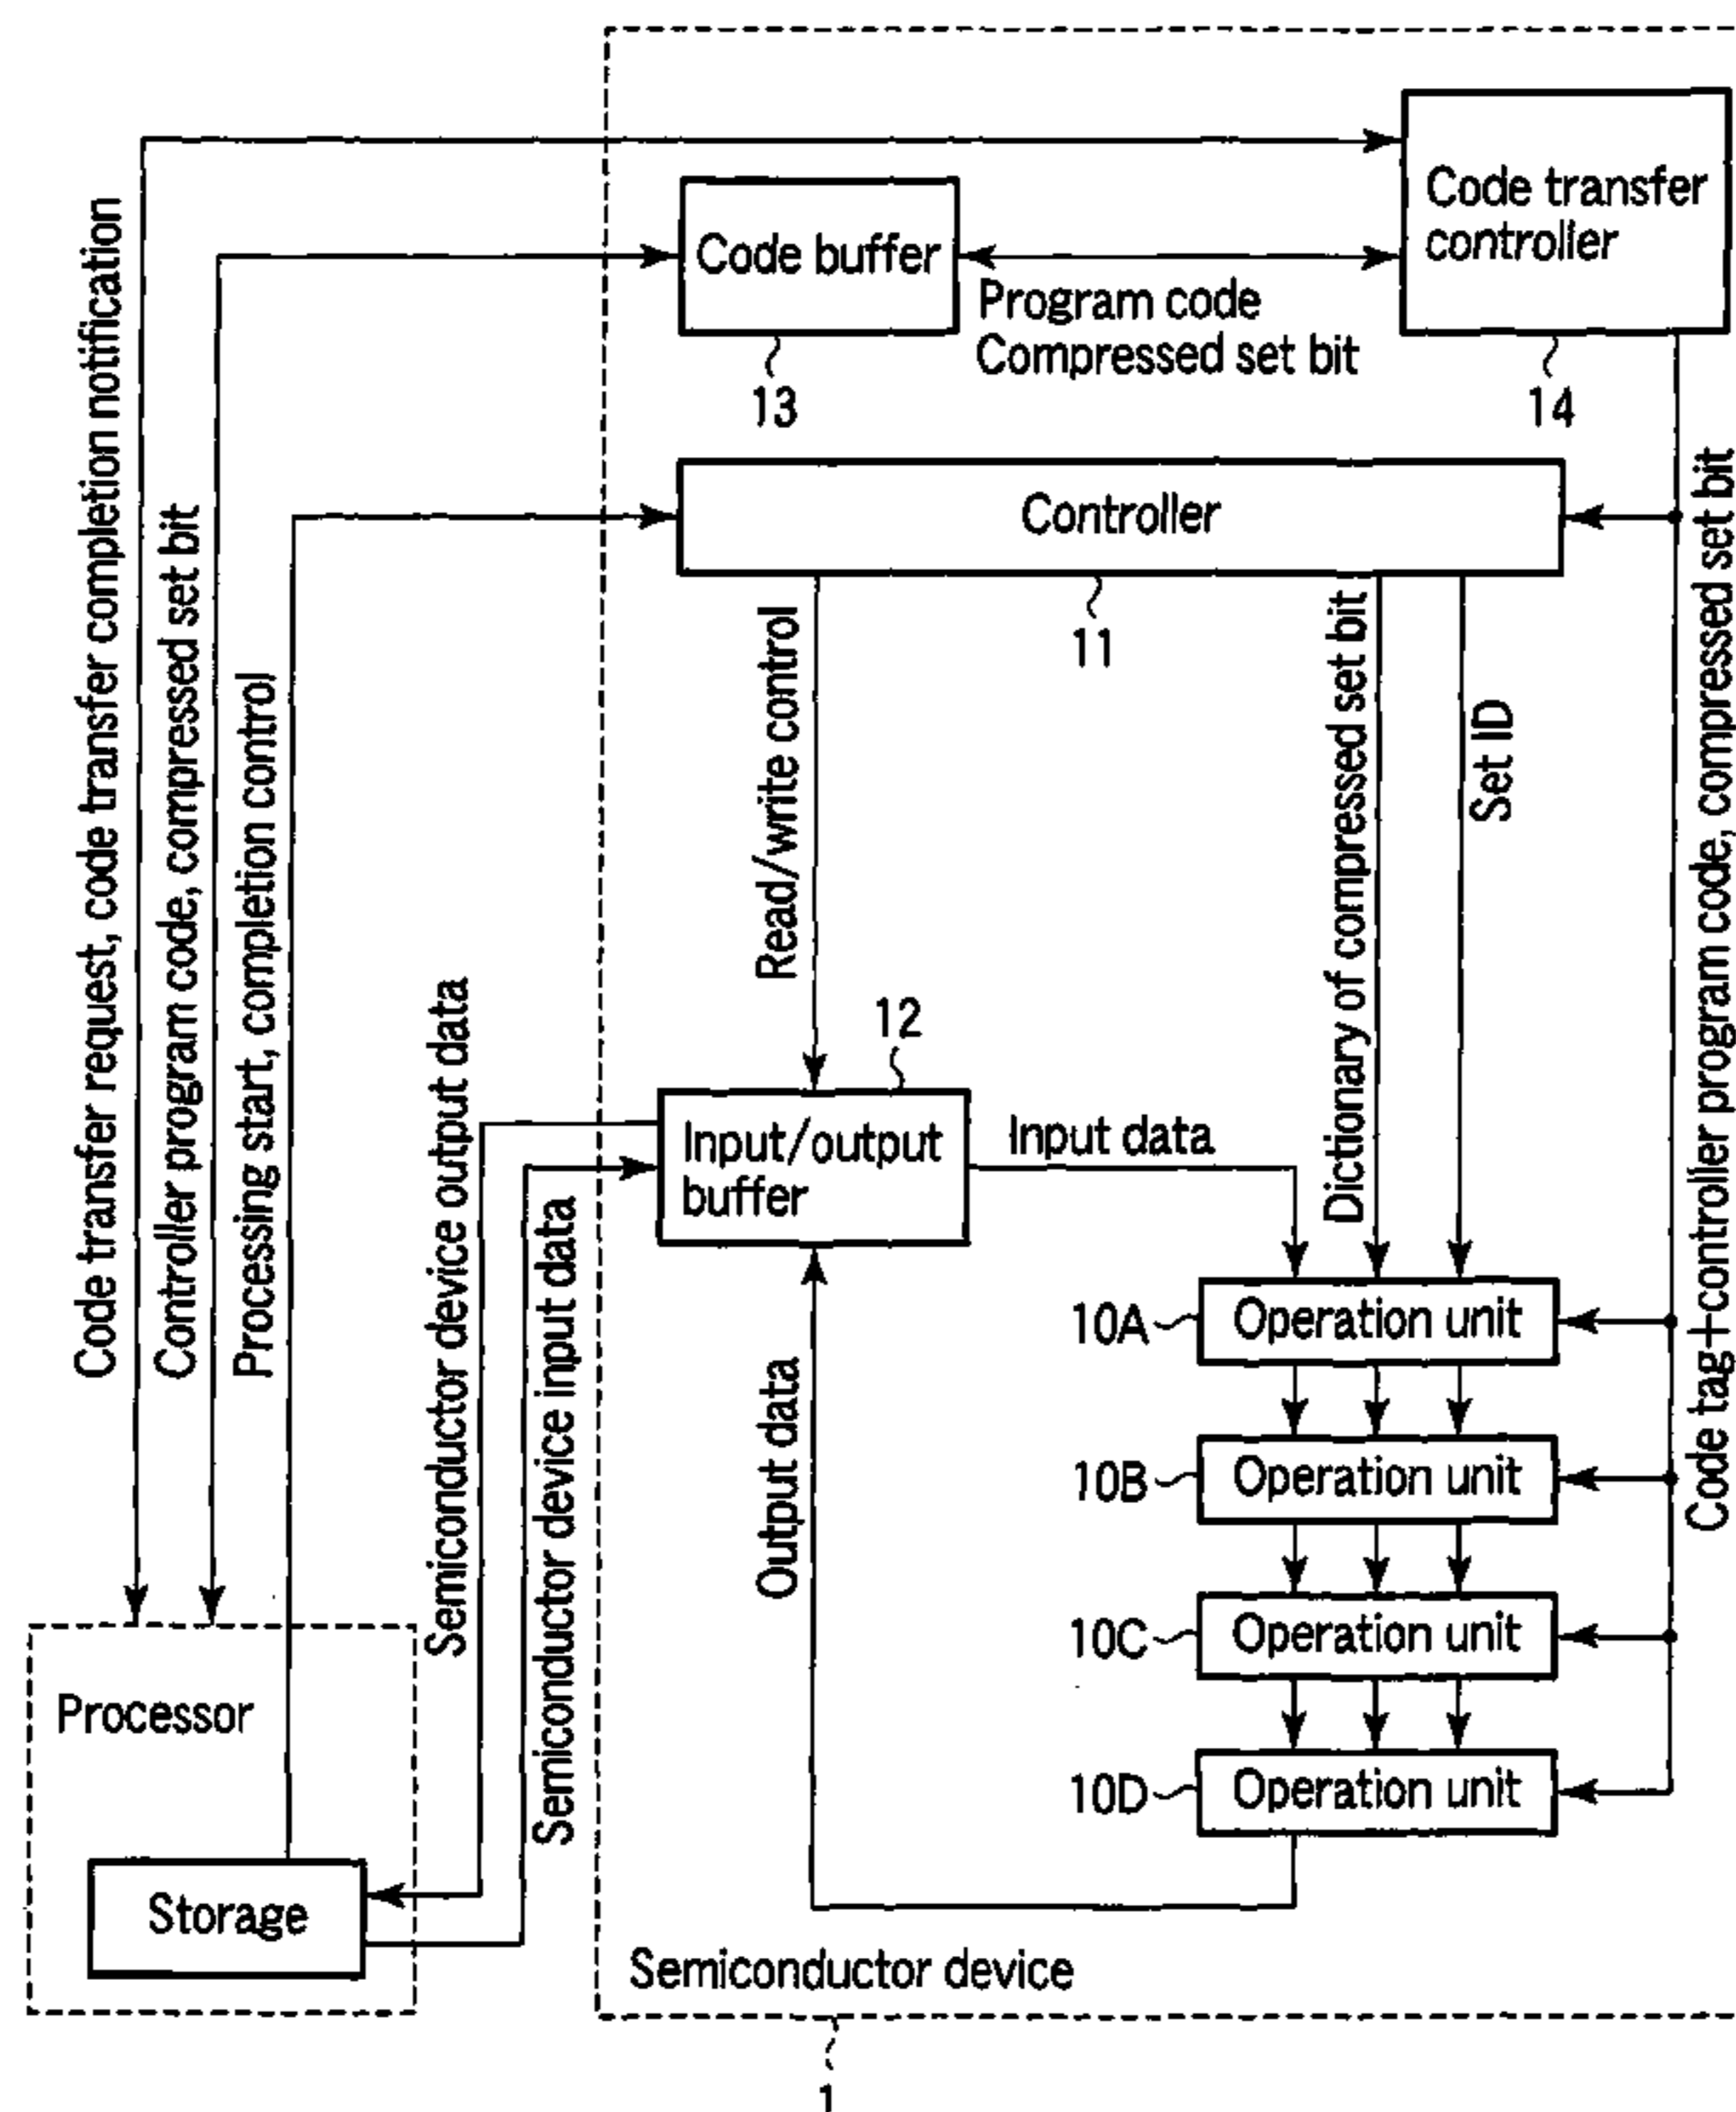 Code transfer
controller
14
Code buffer
13
Program code
Compressed set bit
Controller
11
Code transfer request, code transfer completion notification
Controller program code, compressed set bit
Processing start, completion control
Semiconductor device output data
Semiconductor device input data
Read/write control
Dictionary of compressed set bit
Set ID
Code tag+controller program code, compressed set bit
12
Input/output
buffer
Input data
Output data
10A
Operation unit
10B
Operation unit
10C
Operation unit
10D
Operation unit
Processor
Storage
Semiconductor device
1